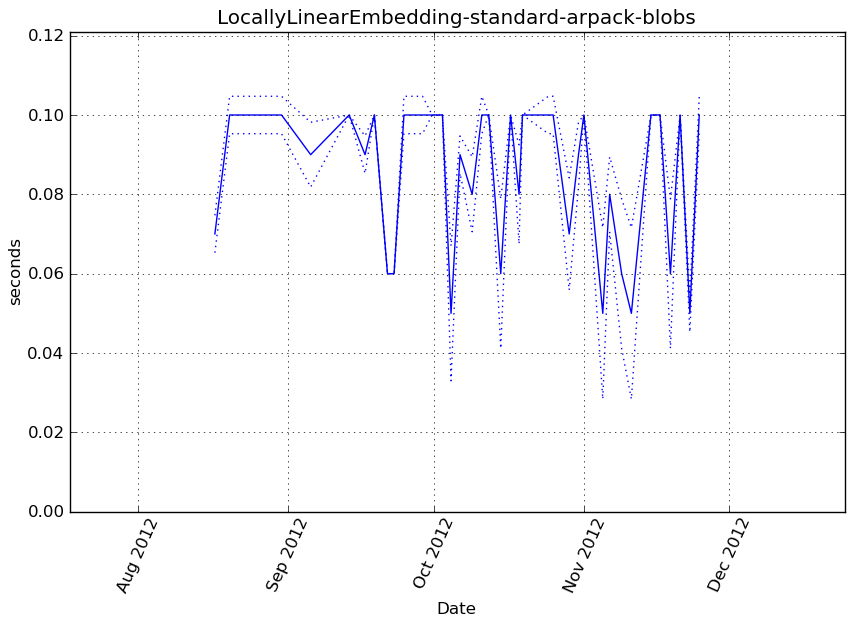 LocallyLinearEmbedding-standard-arpack-blobs
0.12
0.10
0.08
0.06
0.04
0.02
0.00
seconds
Aug 2012
Sep 2012
Oct 2012
Nov 2012
Dec 2012
Date